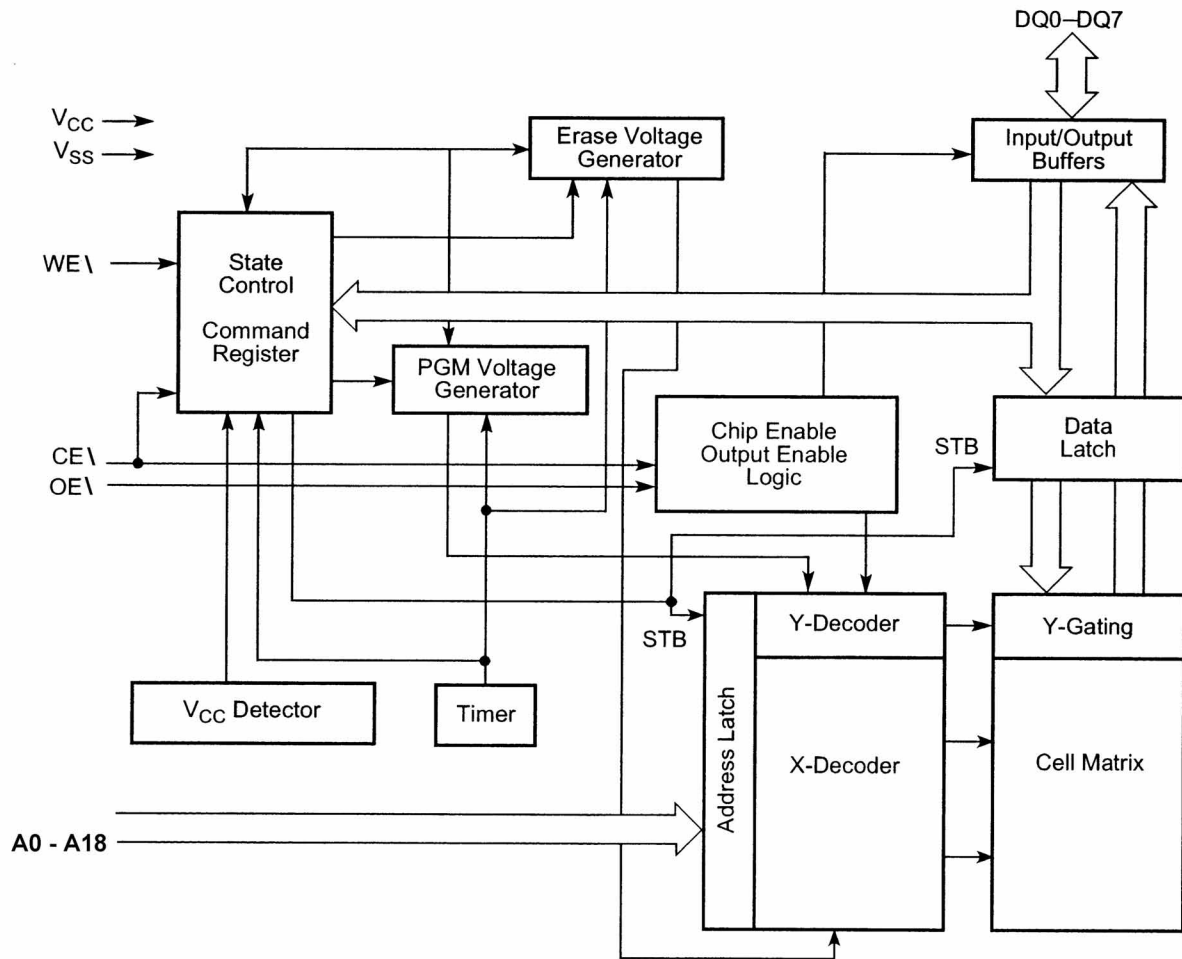 DQ0–DQ7
VCC
VSS
Erase Voltage
Generator
Input/Output
Buffers
WE\
State
Control
Command
Register
PGM Voltage
Generator
Chip Enable
Output Enable
Logic
STB
Data
Latch
CE\
OE\
STB
Y-Decoder
Y-Gating
VCC Detector
Timer
Address Latch
X-Decoder
Cell Matrix
A0 - A18